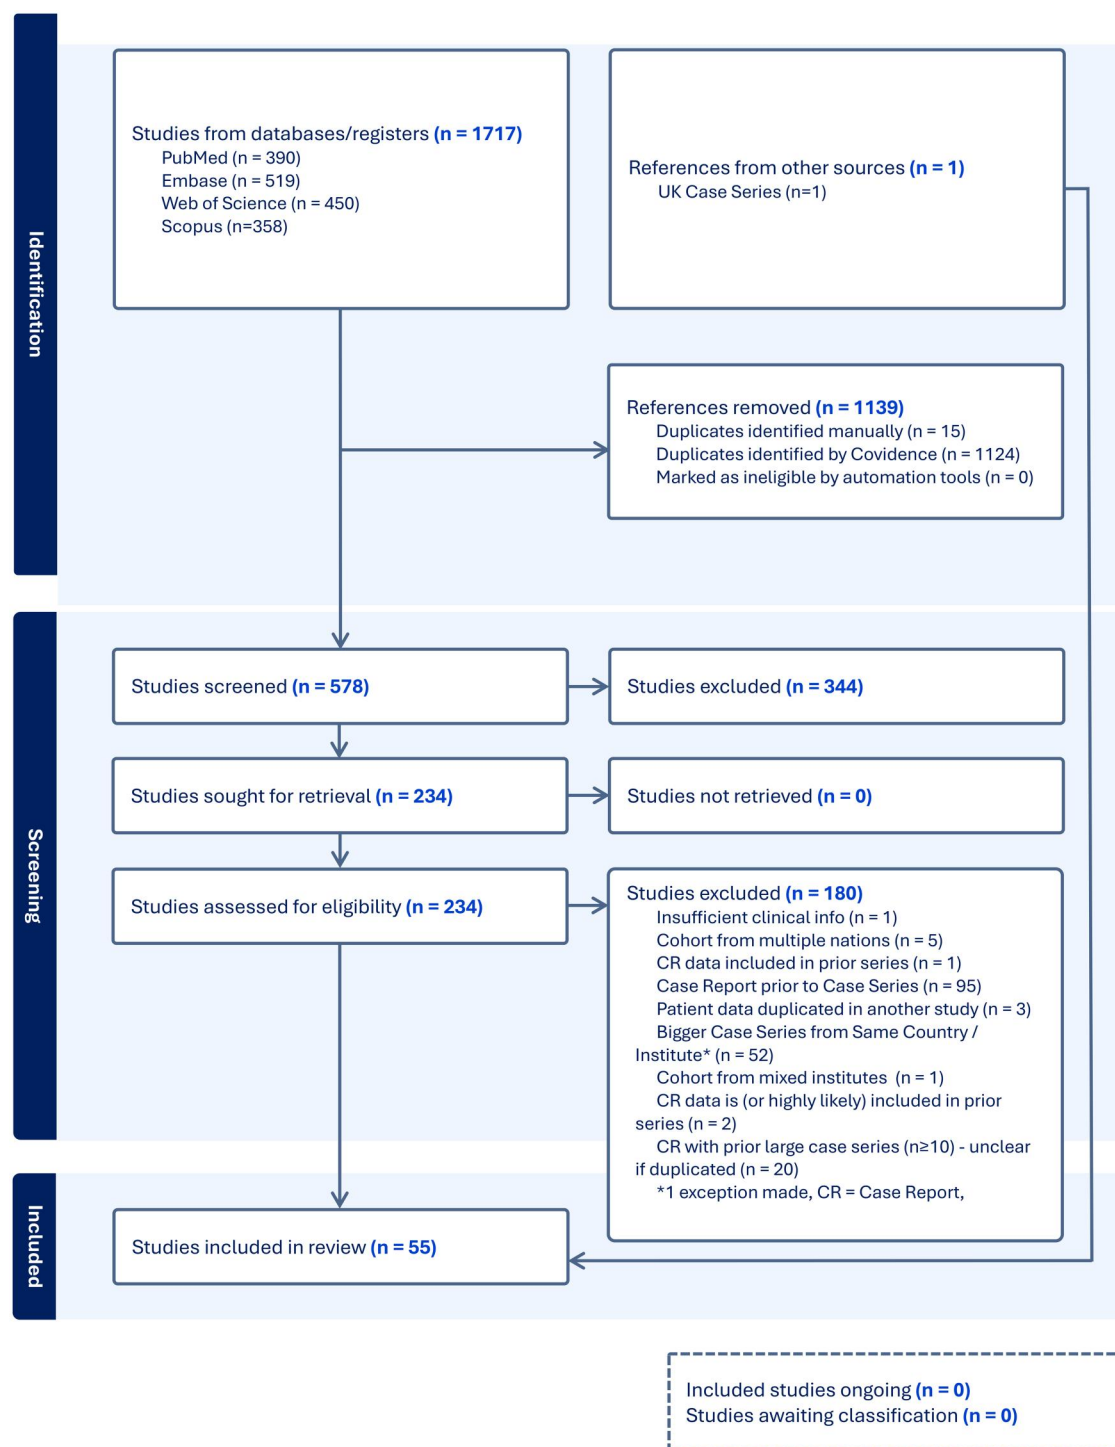 Identification
Studies from databases/registers (n = 1717)
PubMed (n = 390)
Embase (n = 519)
Web of Science (n = 450)
Scopus (n=358)
References from other sources (n = 1)
UK Case Series (n=1)
References removed (n = 1139)
Duplicates identified manually (n = 15)
Duplicates identified by Covidence (n = 1124)
Marked as ineligible by automation tools (n = 0)
Screening
Studies screened (n = 578)
Studies excluded (n = 344)
Studies sought for retrieval (n = 234)
Studies not retrieved (n = 0)
Studies assessed for eligibility (n = 234)
Studies excluded (n = 180)
Insufficient clinical info (n = 1)
Cohort from multiple nations (n = 5)
CR data included in prior series (n = 1)
Case Report prior to Case Series (n = 95)
Patient data duplicated in another study (n = 3)
Bigger Case Series from Same Country /
Institute* (n = 52)
Cohort from mixed institutes (n = 1)
CR data is (or highly likely) included in prior
series (n = 2)
CR with prior large case series (n≥10) - unclear
if duplicated (n = 20)
*1 exception made, CR = Case Report,
Included
Studies included in review (n = 55)
Included studies ongoing (n = 0)
Studies awaiting classification (n = 0)